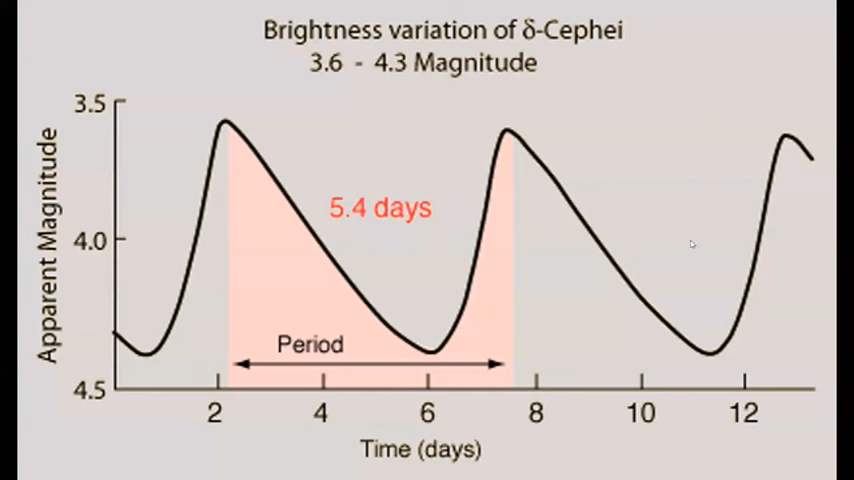 Brightness variation of δ-Cephei
3.6 - 4.3 Magnitude
Apparent Magnitude
3.5
4.0
4.5
5.4 days
Period
2 4 6 8 10 12
Time (days)